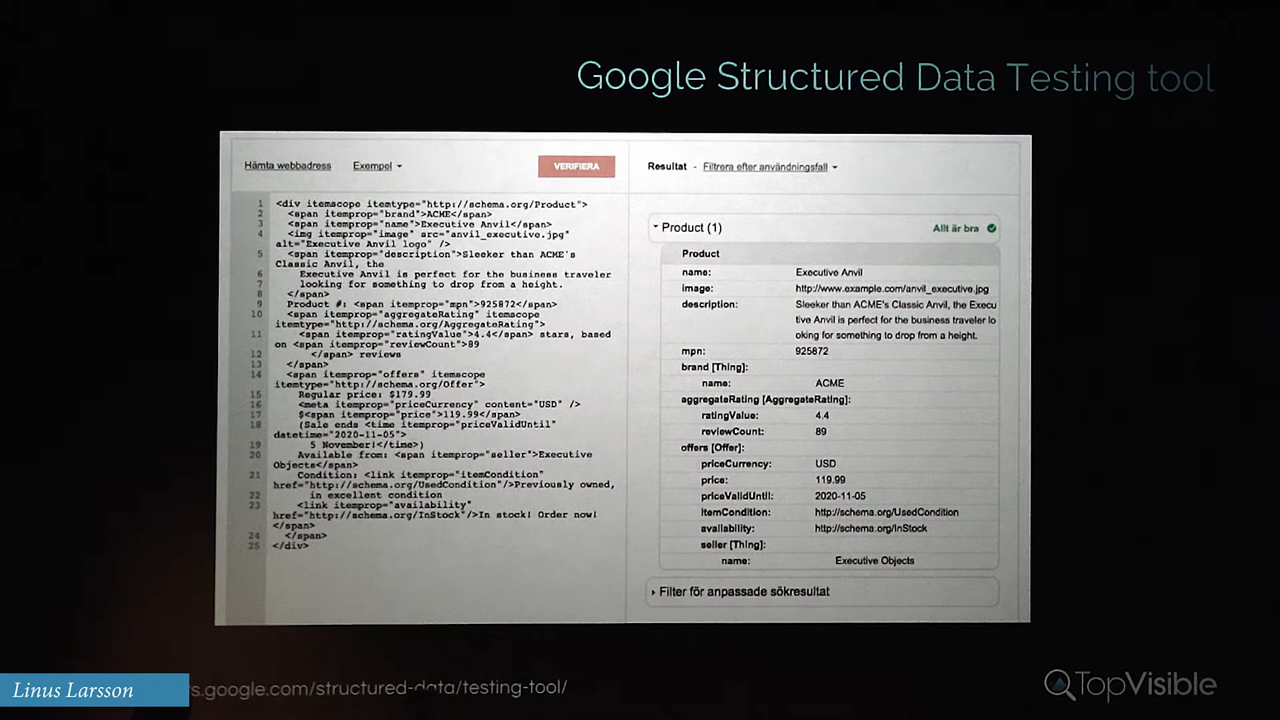 Google Structured Data Testing tool
Hämta webbadress Exempel
VERIFIERA
1 <div itemscope itemtype="http://schema.org/Product">
2 <span itemprop="brand">ACME</span>
3 <span itemprop="name">Executive Anvil</span>
4 <img itemprop="image" src="anvil_executive.jpg"
alt="Executive Anvil logo" />
5 <span itemprop="description">Sleeker than ACME's
Classic Anvil, the
6 Executive Anvil is perfect for the business traveler
7 looking for something to drop from a height.
8 </span>
9 Product #: <span itemprop="mpn">925872</span>
10 <span itemprop="aggregateRating" itemscope
itemtype="http://schema.org/AggregateRating">
11 <span itemprop="ratingValue">4.4</span> stars, based
on <span itemprop="reviewCount">89
12 </span> reviews
13 </span>
14 <span itemprop="offers" itemscope
itemtype="http://schema.org/Offer">
15 Regular price: $179.99
16 <meta itemprop="priceCurrency" content="USD" />
17 $<span itemprop="price">119.99</span>
18 (Sale ends <time itemprop="priceValidUntil"
datetime="2020-11-05">
19 5 November!</time>)
20 Available from: <span itemprop="seller">Executive
Objects</span>
21 Condition: <link itemprop="itemCondition"
href="http://schema.org/UsedCondition"/>Previously owned,
22 in excellent condition
23 <link itemprop="availability"
href="http://schema.org/InStock"/>In stock! Order now!
</span>
24 </span>
25 </div>
Resultat - Filtrera efter användningsfall
Product (1) Allt är bra
Product
name: Executive Anvil
image: http://www.example.com/anvil_executive.jpg
description: Sleeker than ACME's Classic Anvil, the Execu
tive Anvil is perfect for the business traveler lo
oking for something to drop from a height.
mpn: 925872
brand [Thing]:
name: ACME
aggregateRating [AggregateRating]:
ratingValue: 4.4
reviewCount: 89
offers [Offer]:
priceCurrency: USD
price: 119.99
priceValidUntil: 2020-11-05
itemCondition: http://schema.org/UsedCondition
availability: http://schema.org/InStock
seller [Thing]:
name: Executive Objects
Filter för anpassade sökresultat
Linus Larsson
s.google.com/structured-data/testing-tool/
TopVisible